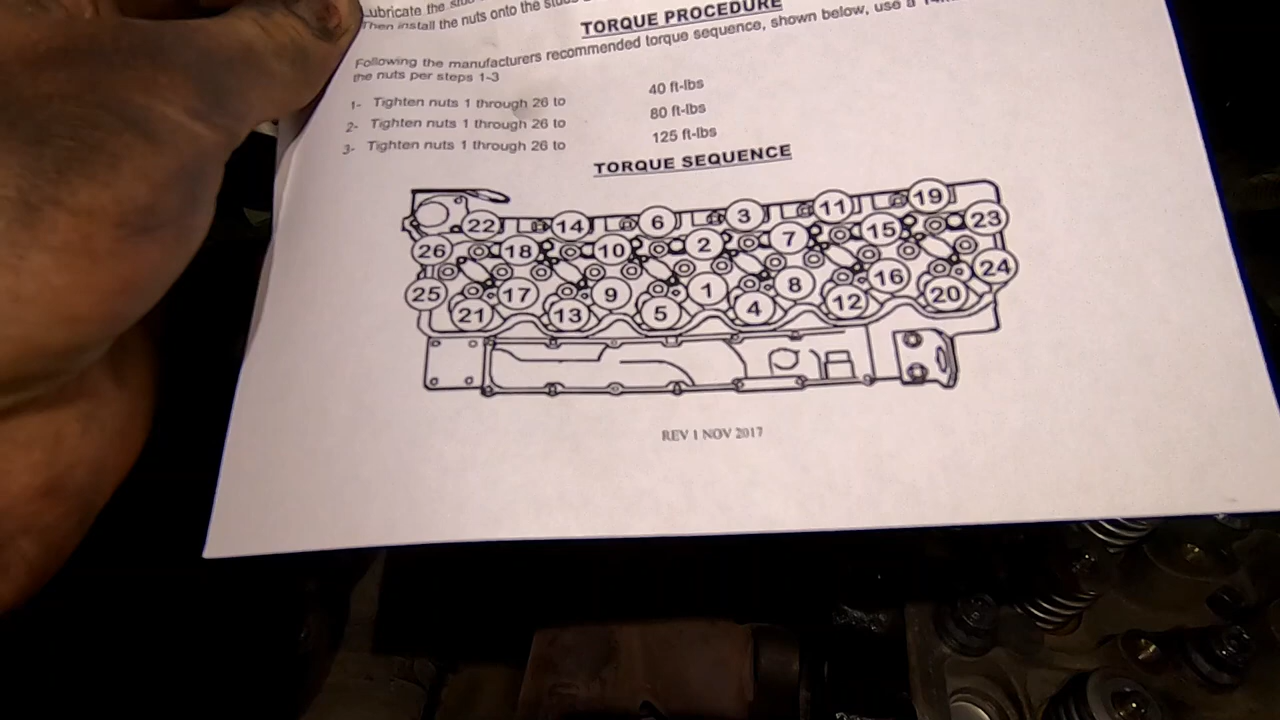 Lubricate the
Then install the nuts onto the studs
TORQUE PROCEDURE
Following the manufacturers recommended torque sequence, shown below, use a
the nuts per steps 1-3
1- Tighten nuts 1 through 26 to 40 ft-lbs
2- Tighten nuts 1 through 26 to 80 ft-lbs
3- Tighten nuts 1 through 26 to 125 ft-lbs
TORQUE SEQUENCE
22 14 6 3 11 19
26 18 10 2 7 15 23
25 17 9 1 8 16 24
21 13 5 4 12 20
REV 1 NOV 2017